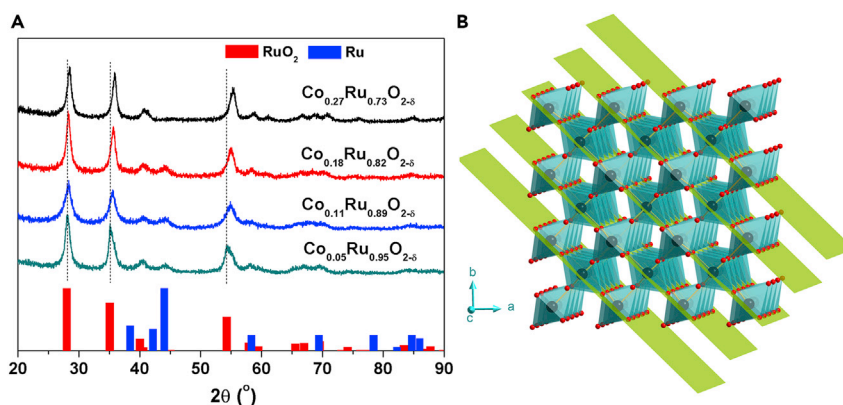 A
RuO₂ Ru
Co₀.₂₇Ru₀.₇₃O₂₋δ
Co₀.₁₈Ru₀.₈₂O₂₋δ
Co₀.₁₁Ru₀.₈₉O₂₋δ
Co₀.₀₅Ru₀.₉₅O₂₋δ
20 30 40 50 60 70 80 90
2θ (°)
B
b
c a